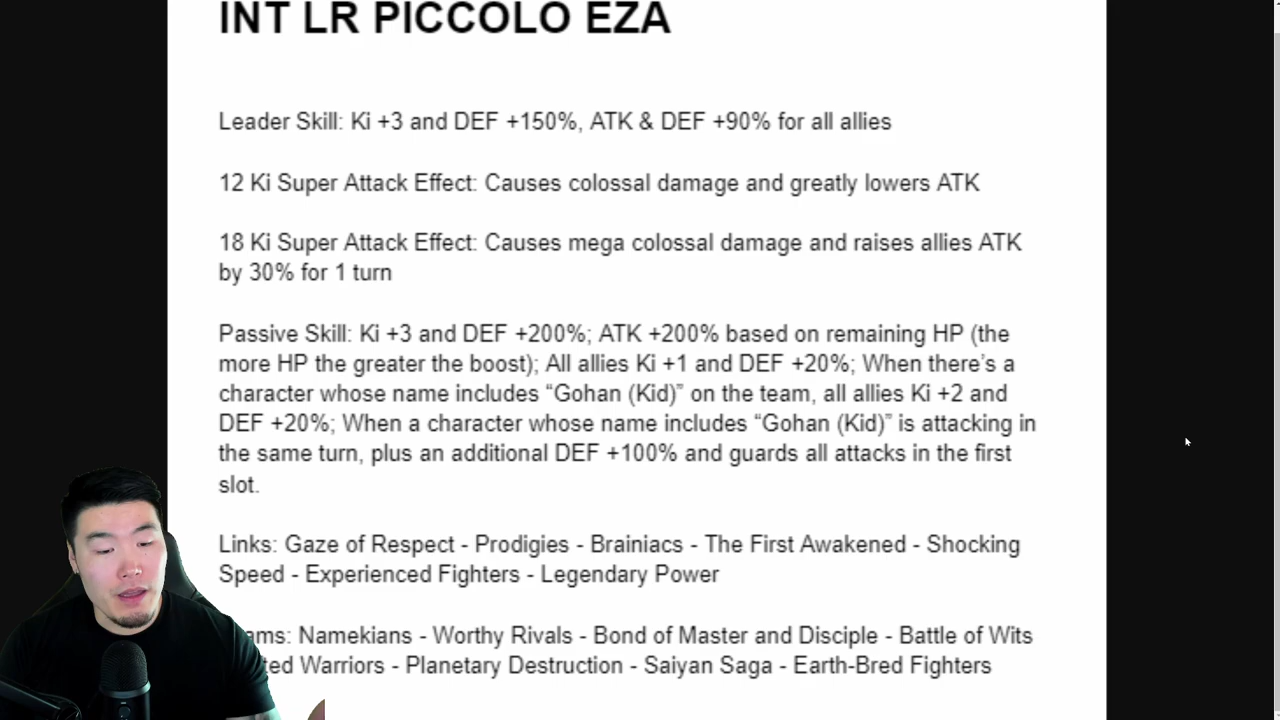 INT LR PICCOLO EZA
Leader Skill: Ki +3 and DEF +150%, ATK & DEF +90% for all allies
12 Ki Super Attack Effect: Causes colossal damage and greatly lowers ATK
18 Ki Super Attack Effect: Causes mega colossal damage and raises allies ATK
by 30% for 1 turn
Passive Skill: Ki +3 and DEF +200%; ATK +200% based on remaining HP (the
more HP the greater the boost); All allies Ki +1 and DEF +20%; When there's a
character whose name includes “Gohan (Kid)” on the team, all allies Ki +2 and
DEF +20%; When a character whose name includes “Gohan (Kid)” is attacking in
the same turn, plus an additional DEF +100% and guards all attacks in the first
slot.
Links: Gaze of Respect - Prodigies - Brainiacs - The First Awakened - Shocking
Speed - Experienced Fighters - Legendary Power
Namekians - Worthy Rivals - Bond of Master and Disciple - Battle of Wits
Warriors - Planetary Destruction - Saiyan Saga - Earth-Bred Fighters